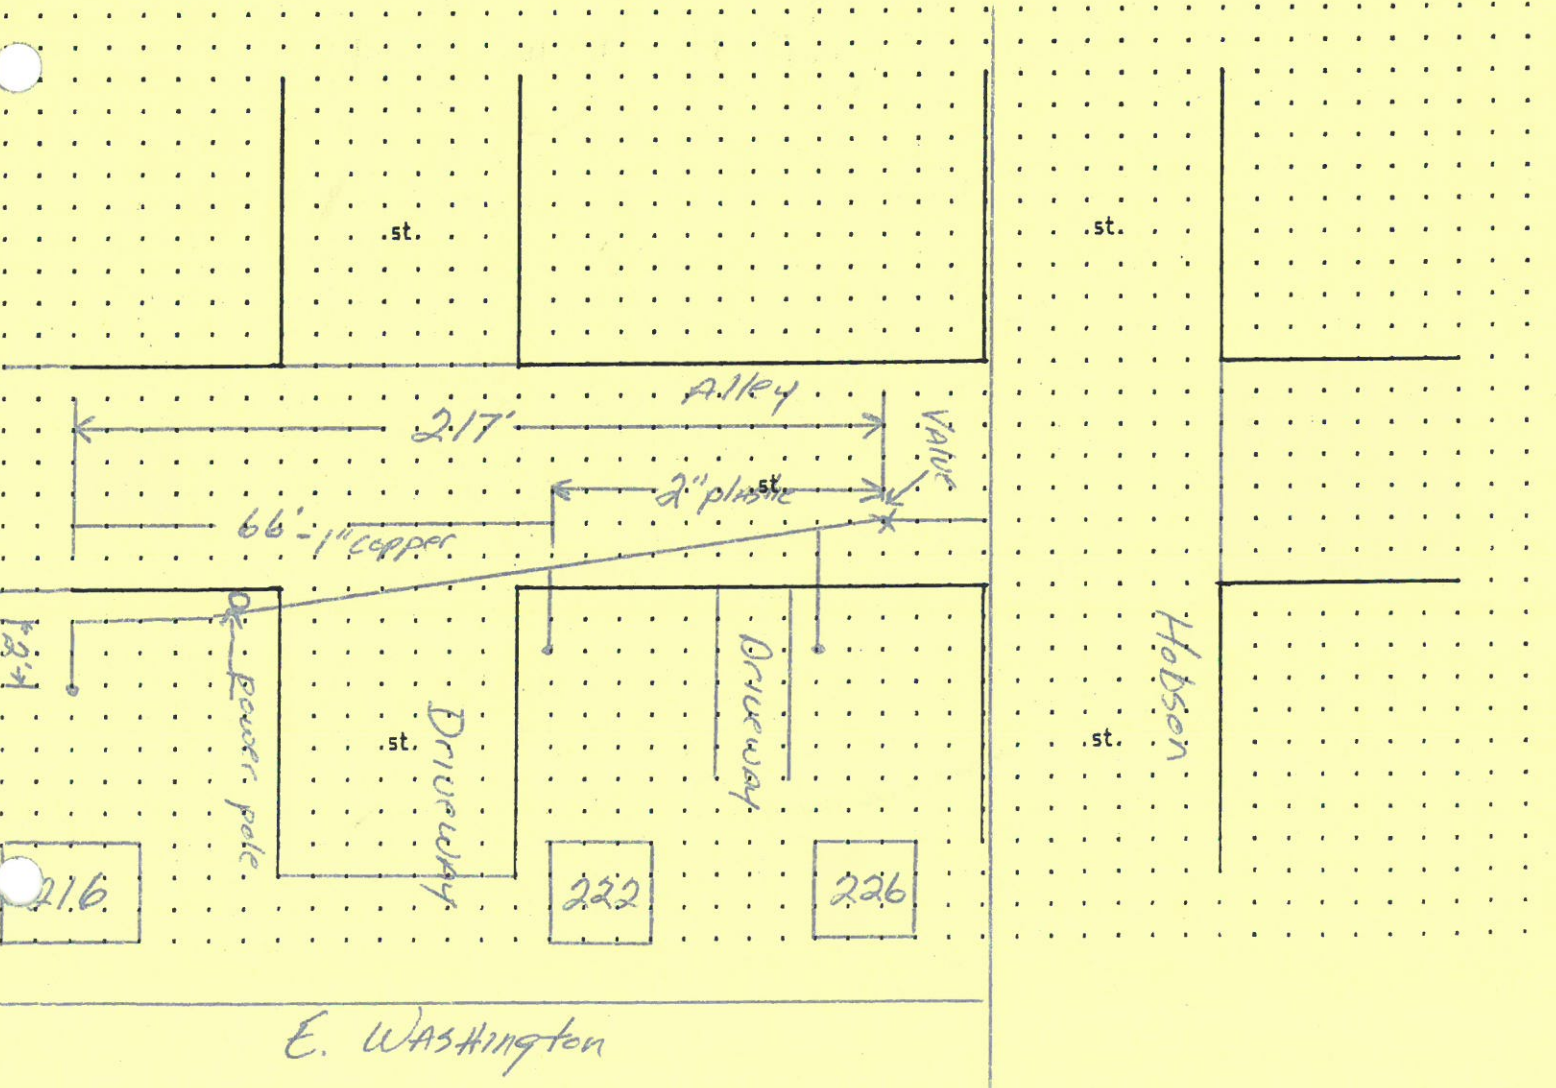 st.
st.
Alley
217'
Valve
2" plastic
st.
66' - 1" copper
2'
power pole
Driveway
Driveway
Hobson
st.
st.
216
222
226
E. Washington